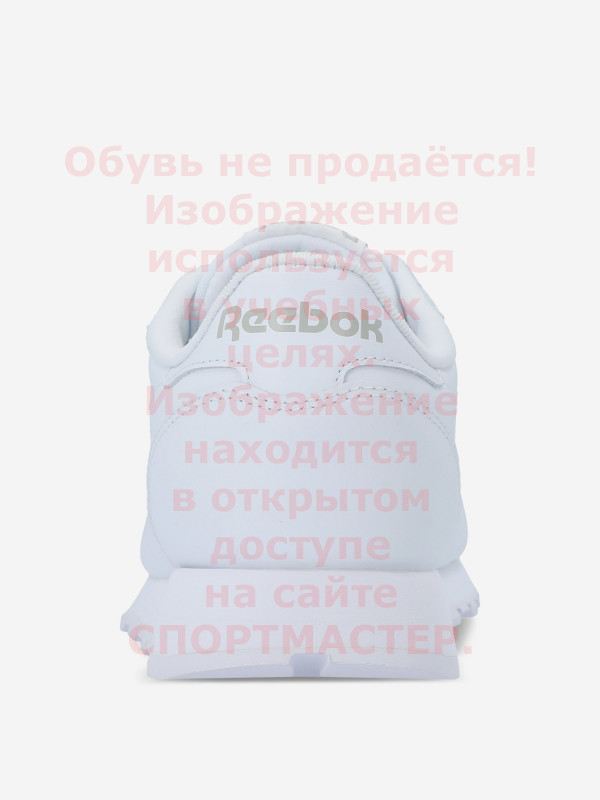 Обувь не продаётся!
Изображение
используется
в учебных
Reebok
целях.
Изображение
находится
в открытом
доступе
на сайте
СПОРТМАСТЕР.